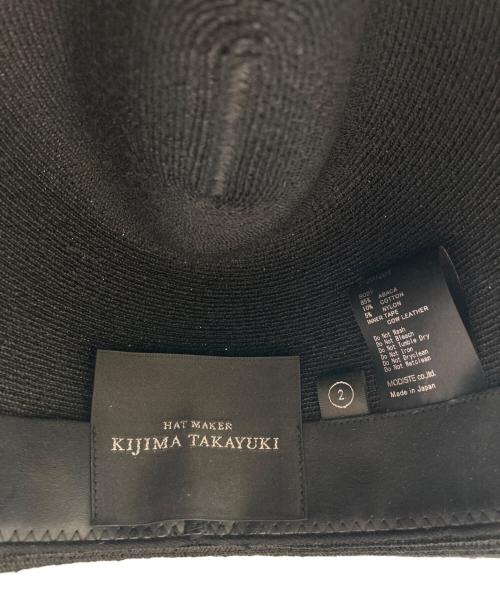 BODY
85% ABACA
10% COTTON
5% NYLON
INNER TAPE
COW LEATHER
Do Not Wash
Do Not Bleach
Do Not Tumble Dry
Do Not Iron
Do Not Dryclean
Do Not Wetclean
MODISTE co.,ltd.
Made in Japan
2
HAT MAKER
KIJIMA TAKAYUKI